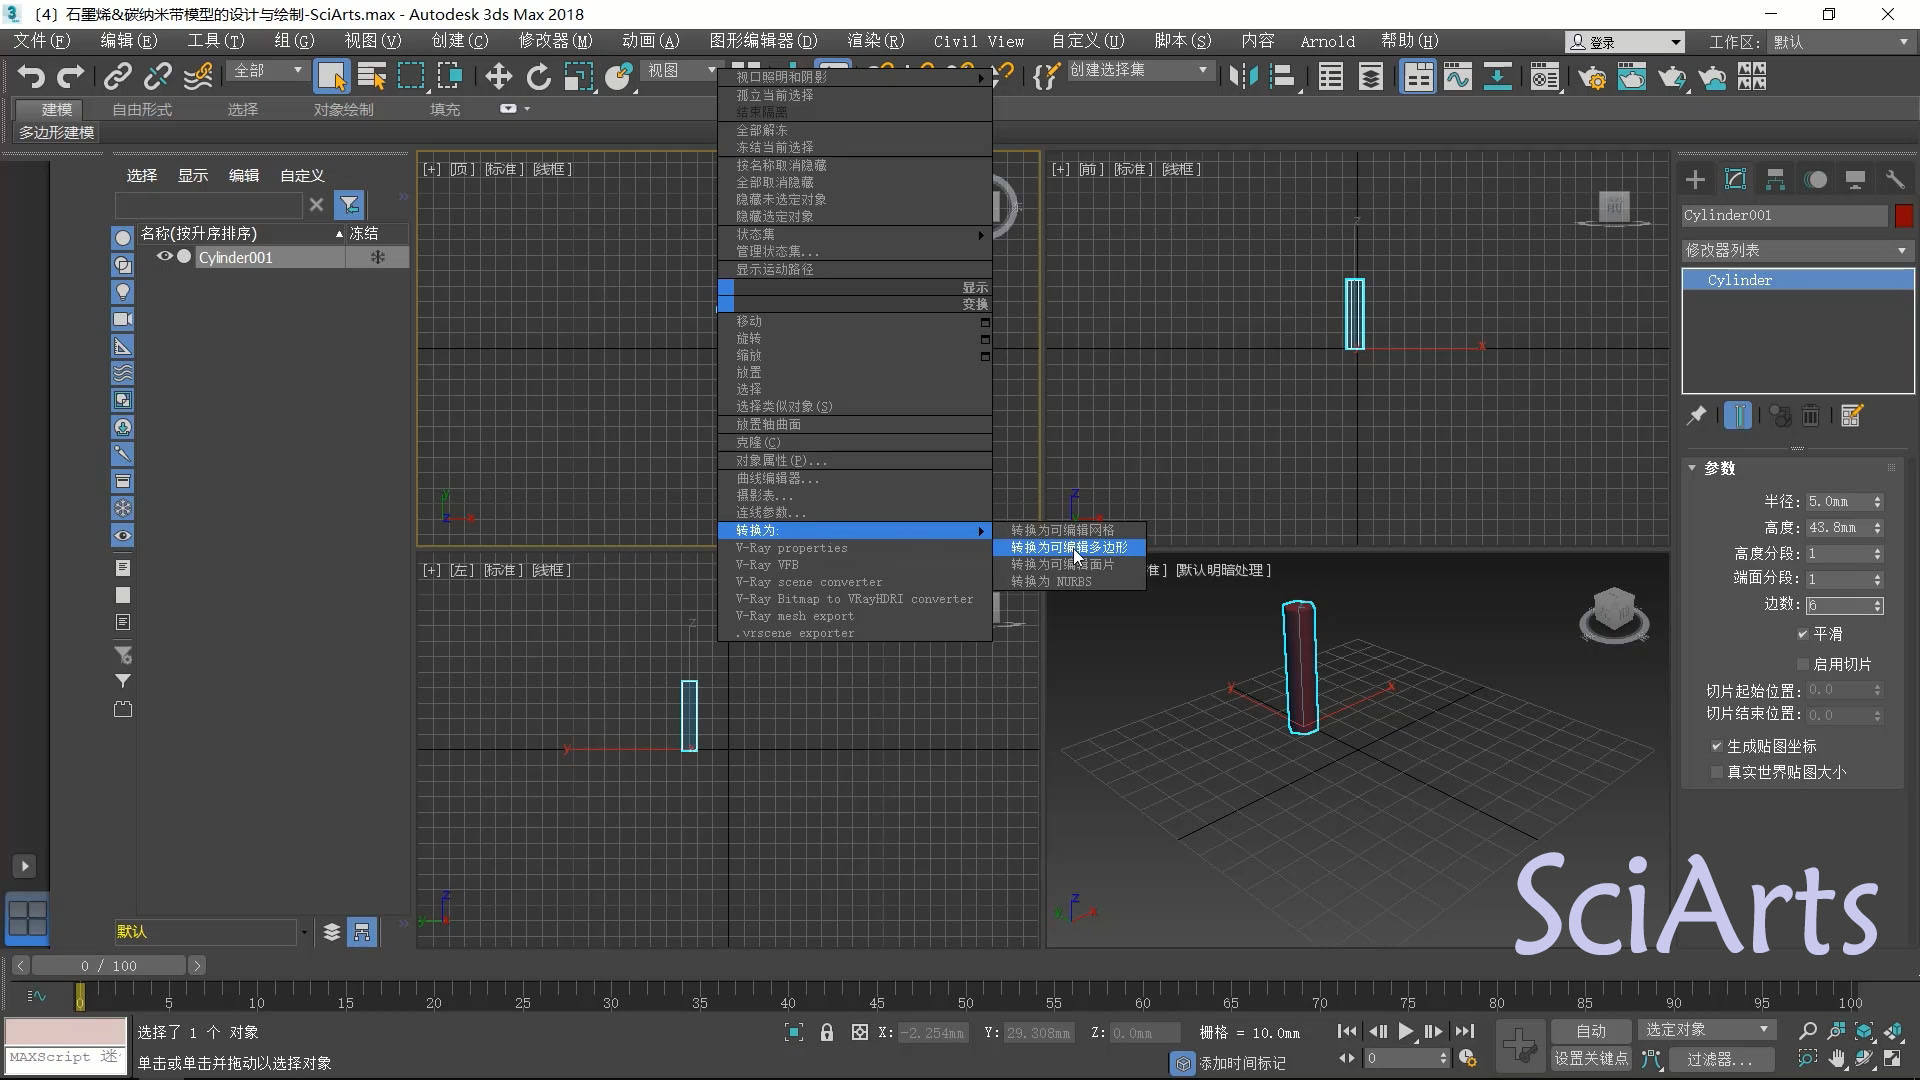 〔4〕石墨烯&碳纳米带模型的设计与绘制-SciArts.max - Autodesk 3ds Max 2018
文件(F) 编辑(E) 工具(T) 组(G) 视图(V) 创建(C) 修改器(M) 动画(A) 图形编辑器(D) 渲染(R) Civil View 自定义(U) 脚本(S) 内容 Arnold 帮助(H) 登录 工作区: 默认
全部 视图 创建选择集
建模 自由形式 选择 对象绘制 填充
多边形建模
选择 显示 编辑 自定义
名称(按升序排序) 冻结
Cylinder001
[+] [顶] [标准] [线框]
[+] [前] [标准] [线框]
[+] [左] [标准] [线框]
准] [默认明暗处理]
前
视口照明和阴影
孤立当前选择
结束隔离
全部解冻
冻结当前选择
按名称取消隐藏
全部取消隐藏
隐藏未选定对象
隐藏选定对象
状态集
管理状态集...
显示运动路径
显示
变换
移动
旋转
缩放
放置
选择
选择类似对象(S)
放置轴曲面
克隆(C)
对象属性(P)...
曲线编辑器...
摄影表...
连线参数...
转换为:
V-Ray properties
V-Ray VFB
V-Ray scene converter
V-Ray Bitmap to VRayHDRI converter
V-Ray mesh export
.vrscene exporter
转换为可编辑网格
转换为可编辑多边形
转换为可编辑面片
转换为 NURBS
Cylinder001
修改器列表
Cylinder
参数
半径: 5.0mm
高度: 43.8mm
高度分段: 1
端面分段: 1
边数: 6
平滑
启用切片
切片起始位置: 0.0
切片结束位置: 0.0
生成贴图坐标
真实世界贴图大小
SciArts
默认
0 / 100
0 5 10 15 20 25 30 35 40 45 50 55 60 65 70 75 80 85 90 95 100
选择了 1 个 对象
X: -2.254mm Y: 29.308mm Z: 0.0mm 栅格 = 10.0mm
自动 选定对象
MAXScript 迷
单击或单击并拖动以选择对象
添加时间标记
0
设置关键点 过滤器...